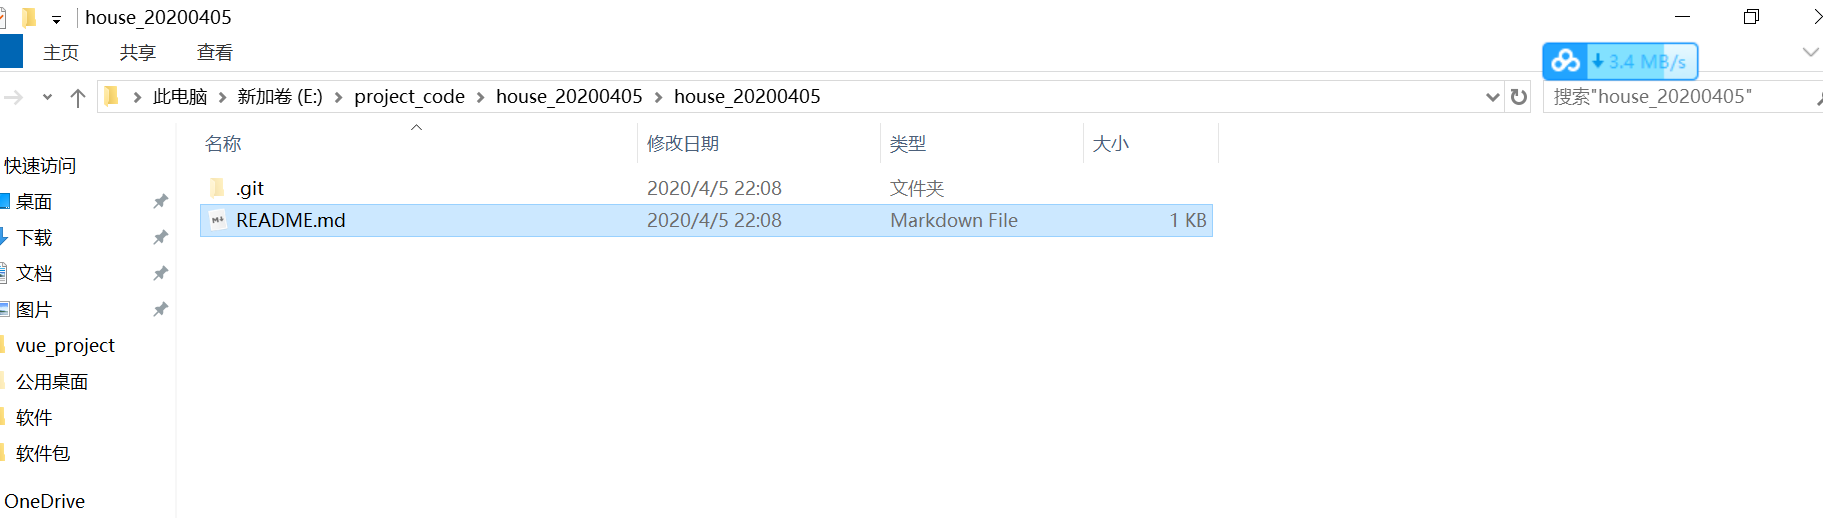 house_20200405
主页 共享 查看
3.4 MB/s
此电脑 新加卷 (E:) project_code house_20200405 house_20200405
搜索"house_20200405"
名称 修改日期 类型 大小
快速访问
桌面
下载
文档
图片
vue_project
公用桌面
软件
软件包
OneDrive
.git 2020/4/5 22:08 文件夹
README.md 2020/4/5 22:08 Markdown File 1 KB